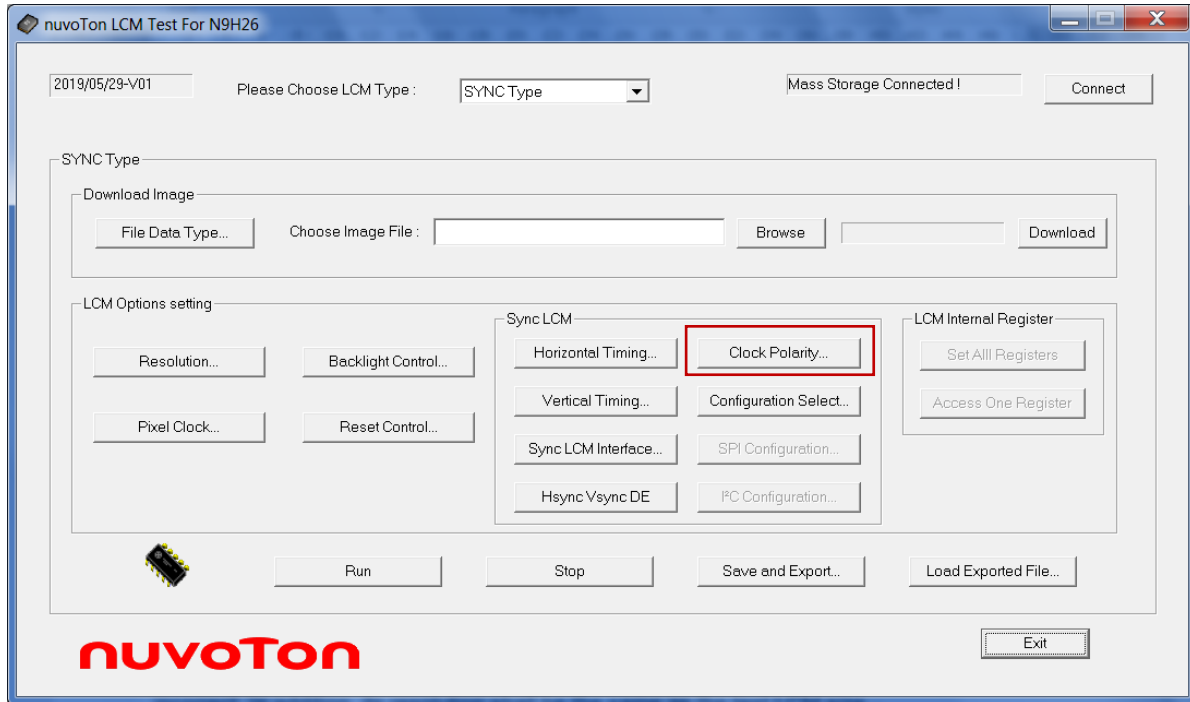 nuvoTon LCM Test For N9H26
2019/05/29-V01
Please Choose LCM Type :
SYNC Type
Mass Storage Connected !
Connect
SYNC Type
Download Image
File Data Type...
Choose Image File :
Browse
Download
LCM Options setting
Resolution...
Backlight Control...
Pixel Clock...
Reset Control...
Sync LCM
Horizontal Timing...
Clock Polarity...
Vertical Timing...
Configuration Select...
Sync LCM Interface...
SPI Configuration...
Hsync Vsync DE
I²C Configuration...
LCM Internal Register
Set Alll Registers
Access One Register
Run
Stop
Save and Export...
Load Exported File...
nuvoTon
Exit